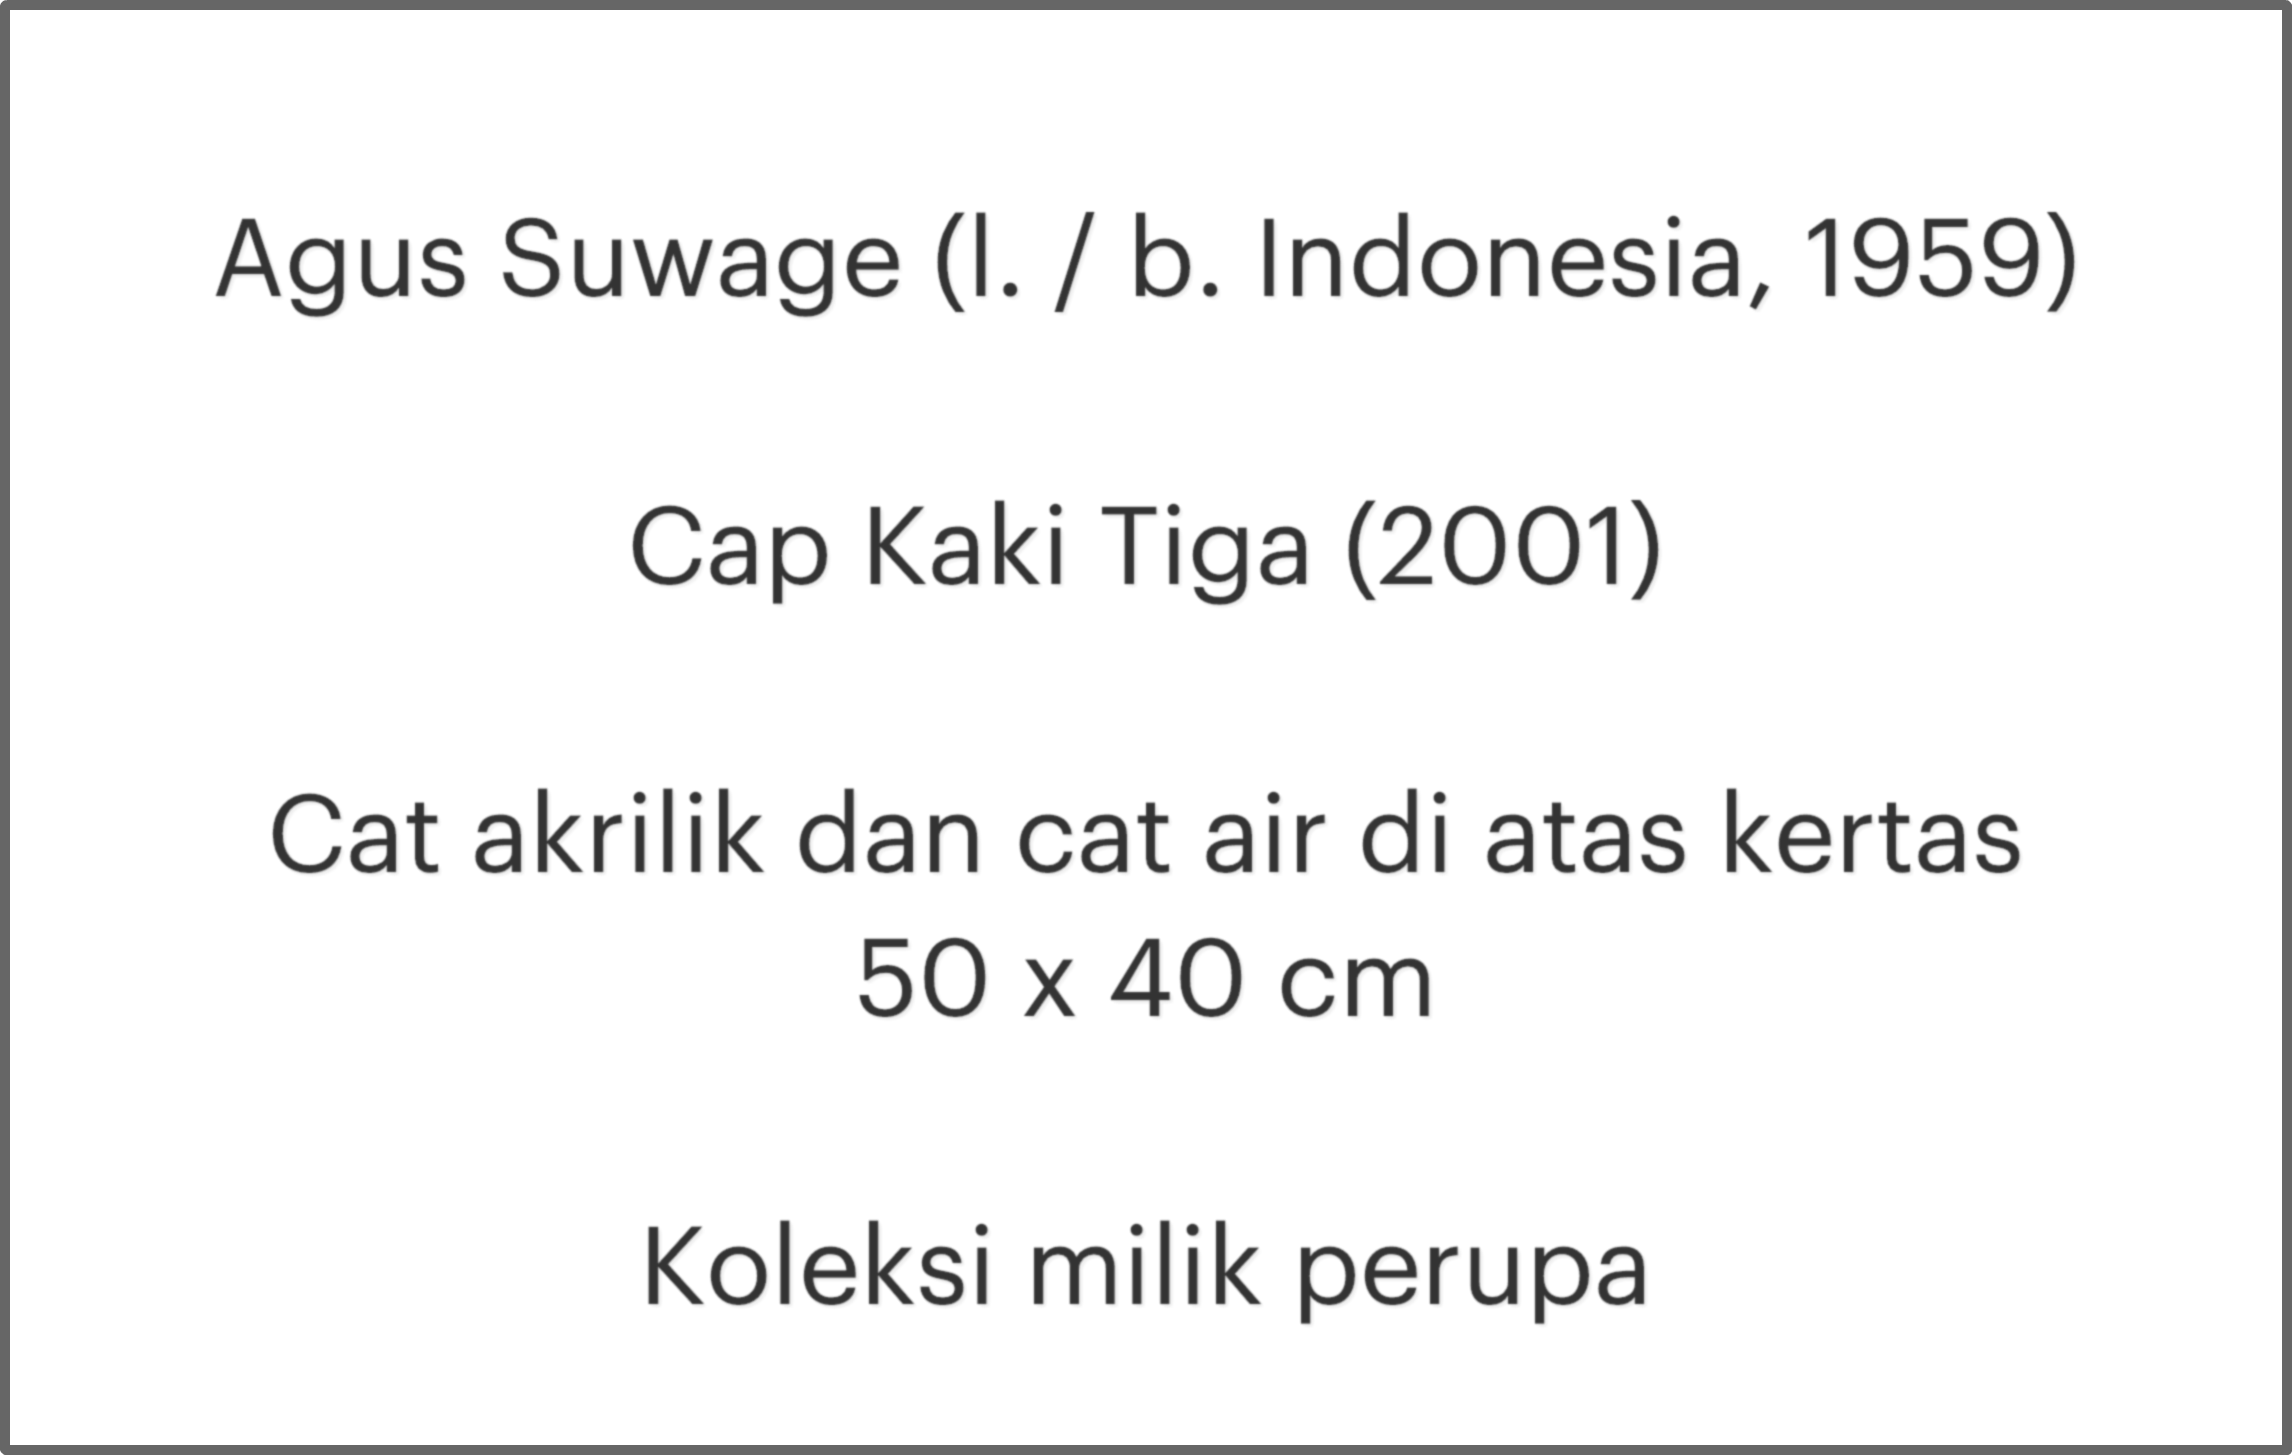 Agus Suwage (l. / b. Indonesia, 1959)
Cap Kaki Tiga (2001)
Cat akrilik dan cat air di atas kertas
50 x 40 cm
Koleksi milik perupa